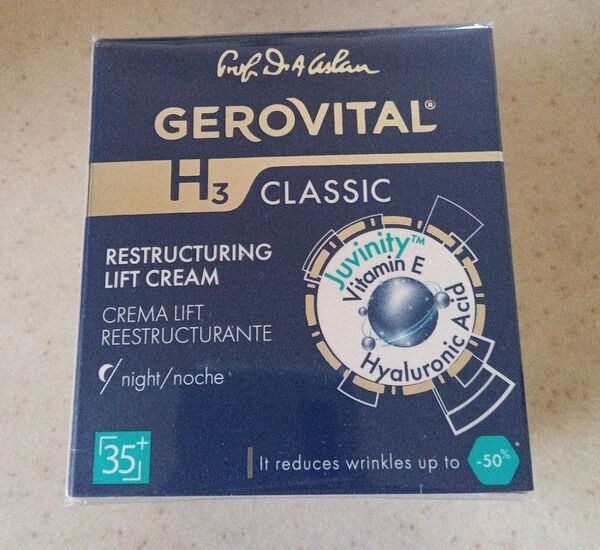 Prof. Dr. A. Aslan
GEROVITAL®
H3 CLASSIC
RESTRUCTURING
LIFT CREAM
CREMA LIFT
REESTRUCTURANTE
night/noche
Juvinity™
Vitamin E
Hyaluronic Acid
35+
It reduces wrinkles up to -50%*